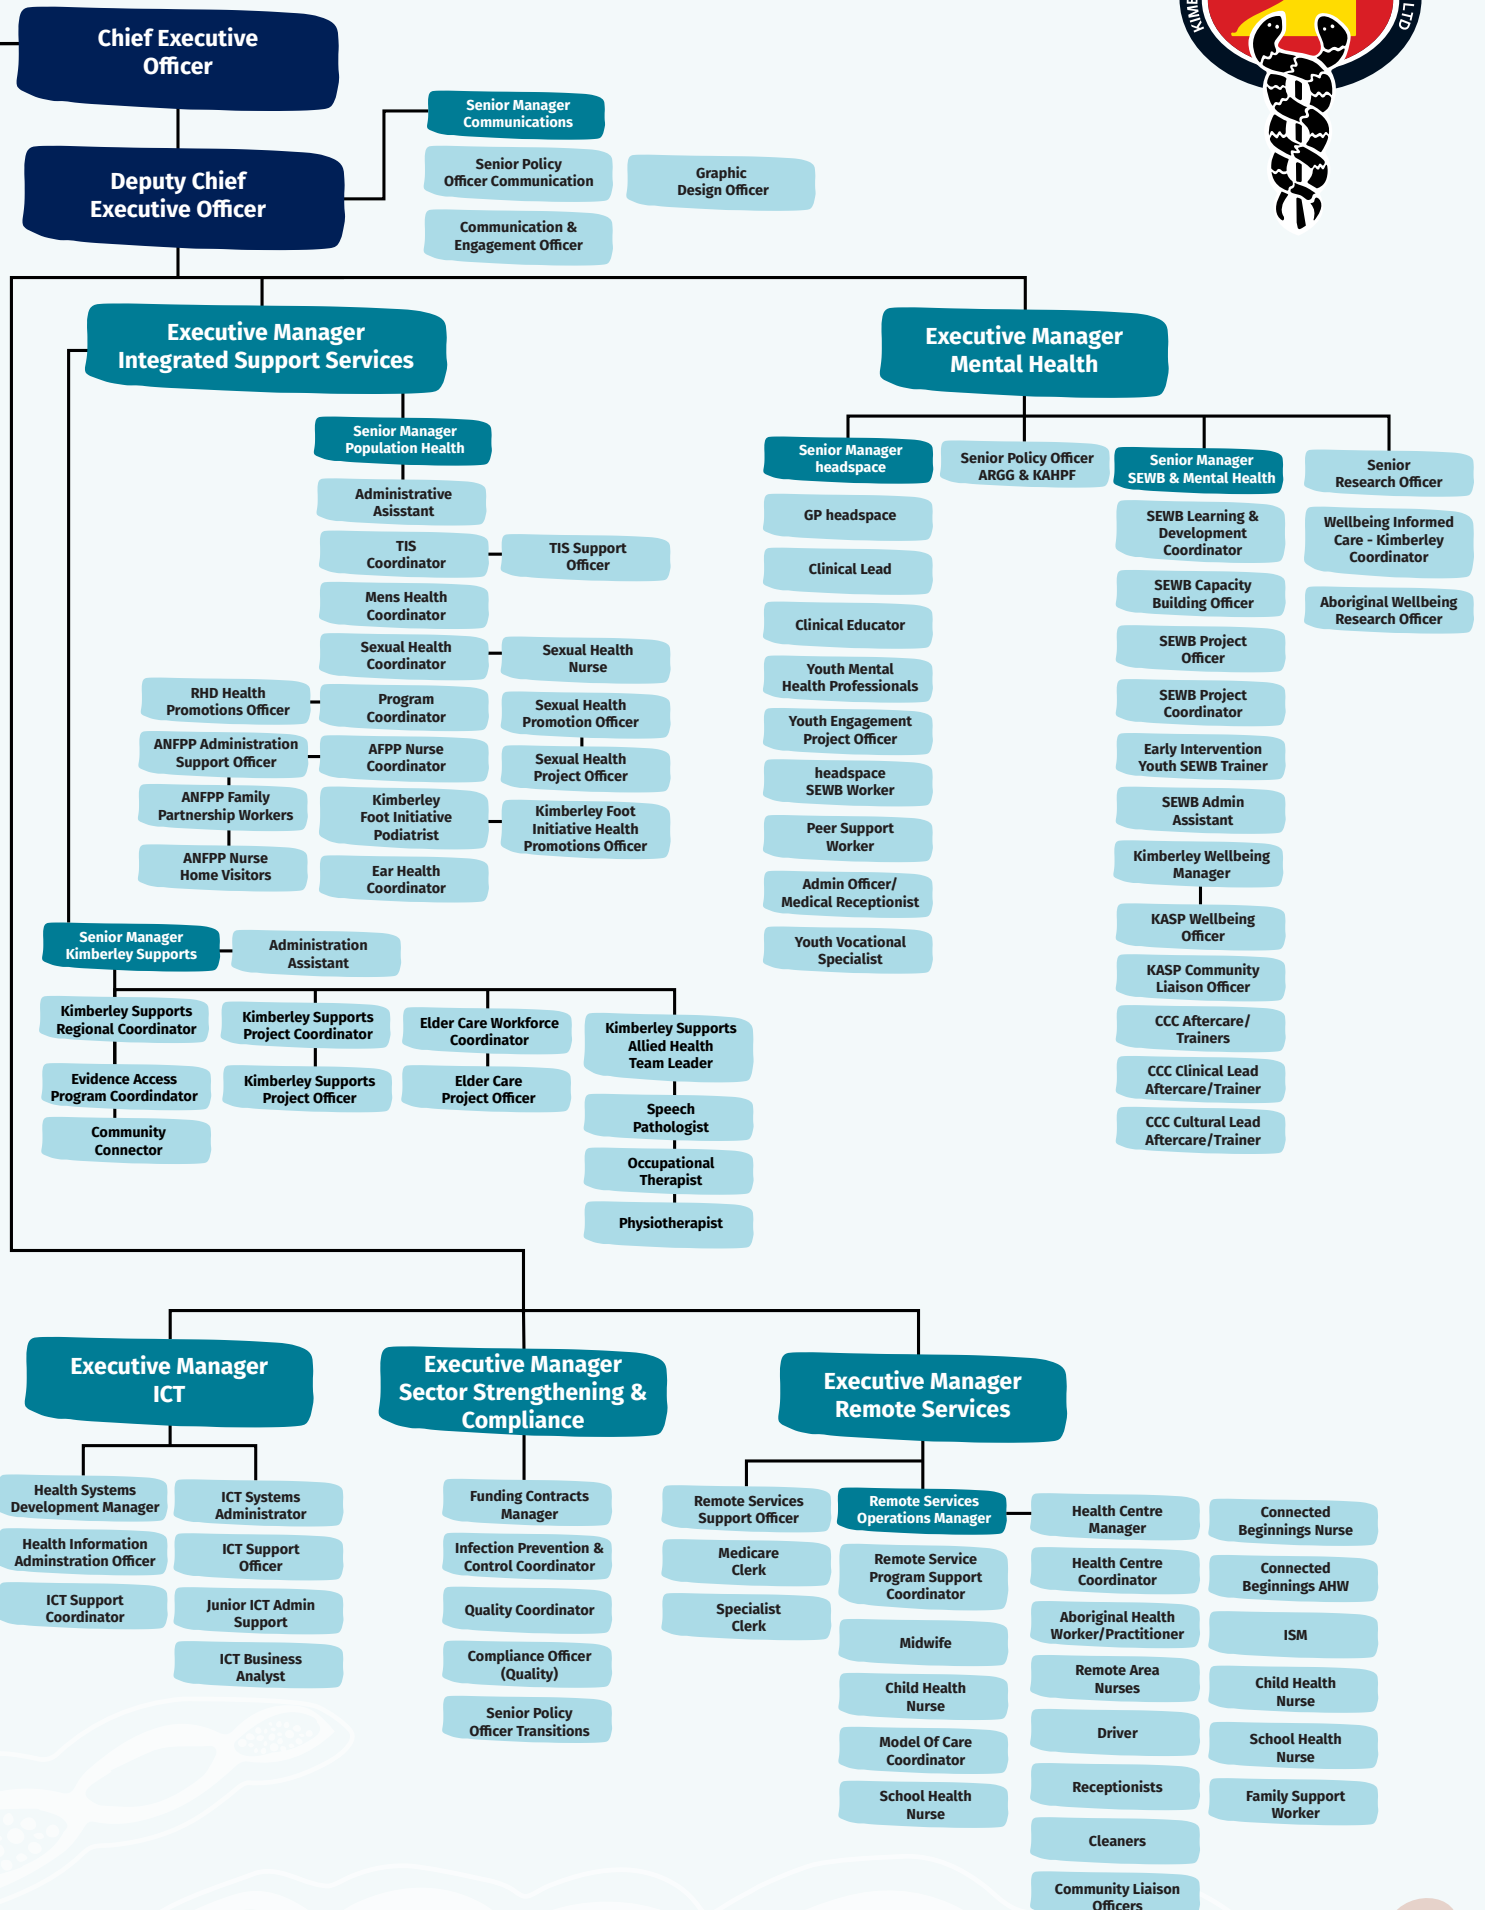 KIMBE
LTD
Chief Executive
Officer
Deputy Chief
Executive Officer
Senior Manager
Communications
Senior Policy
Officer Communication
Graphic
Design Officer
Communication &
Engagement Officer
Executive Manager
Integrated Support Services
Executive Manager
Mental Health
Senior Manager
Population Health
Administrative
Asisstant
TIS
Coordinator
TIS Support
Officer
Mens Health
Coordinator
Sexual Health
Coordinator
Sexual Health
Nurse
RHD Health
Promotions Officer
Program
Coordinator
Sexual Health
Promotion Officer
ANFPP Administration
Support Officer
AFPP Nurse
Coordinator
Sexual Health
Project Officer
ANFPP Family
Partnership Workers
Kimberley
Foot Initiative
Podiatrist
Kimberley Foot
Initiative Health
Promotions Officer
ANFPP Nurse
Home Visitors
Ear Health
Coordinator
Senior Manager
headspace
GP headspace
Clinical Lead
Clinical Educator
Youth Mental
Health Professionals
Youth Engagement
Project Officer
headspace
SEWB Worker
Peer Support
Worker
Admin Officer/
Medical Receptionist
Youth Vocational
Specialist
Senior Policy Officer
ARGG & KAHPF
Senior Manager
SEWB & Mental Health
SEWB Learning &
Development
Coordinator
SEWB Capacity
Building Officer
SEWB Project
Officer
SEWB Project
Coordinator
Early Intervention
Youth SEWB Trainer
SEWB Admin
Assistant
Kimberley Wellbeing
Manager
KASP Wellbeing
Officer
KASP Community
Liaison Officer
CCC Aftercare/
Trainers
CCC Clinical Lead
Aftercare/Trainer
CCC Cultural Lead
Aftercare/Trainer
Senior
Research Officer
Wellbeing Informed
Care - Kimberley
Coordinator
Aboriginal Wellbeing
Research Officer
Senior Manager
Kimberley Supports
Administration
Assistant
Kimberley Supports
Regional Coordinator
Evidence Access
Program Coordindator
Community
Connector
Kimberley Supports
Project Coordinator
Kimberley Supports
Project Officer
Elder Care Workforce
Coordinator
Elder Care
Project Officer
Kimberley Supports
Allied Health
Team Leader
Speech
Pathologist
Occupational
Therapist
Physiotherapist
Executive Manager
ICT
Executive Manager
Sector Strengthening &
Compliance
Executive Manager
Remote Services
Health Systems
Development Manager
Health Information
Adminstration Officer
ICT Support
Coordinator
ICT Systems
Administrator
ICT Support
Officer
Junior ICT Admin
Support
ICT Business
Analyst
Funding Contracts
Manager
Infection Prevention &
Control Coordinator
Quality Coordinator
Compliance Officer
(Quality)
Senior Policy
Officer Transitions
Remote Services
Support Officer
Medicare
Clerk
Specialist
Clerk
Remote Services
Operations Manager
Remote Service
Program Support
Coordinator
Midwife
Child Health
Nurse
Model Of Care
Coordinator
School Health
Nurse
Health Centre
Manager
Health Centre
Coordinator
Aboriginal Health
Worker/Practitioner
Remote Area
Nurses
Driver
Receptionists
Cleaners
Community Liaison
Officers
Connected
Beginnings Nurse
Connected
Beginnings AHW
ISM
Child Health
Nurse
School Health
Nurse
Family Support
Worker